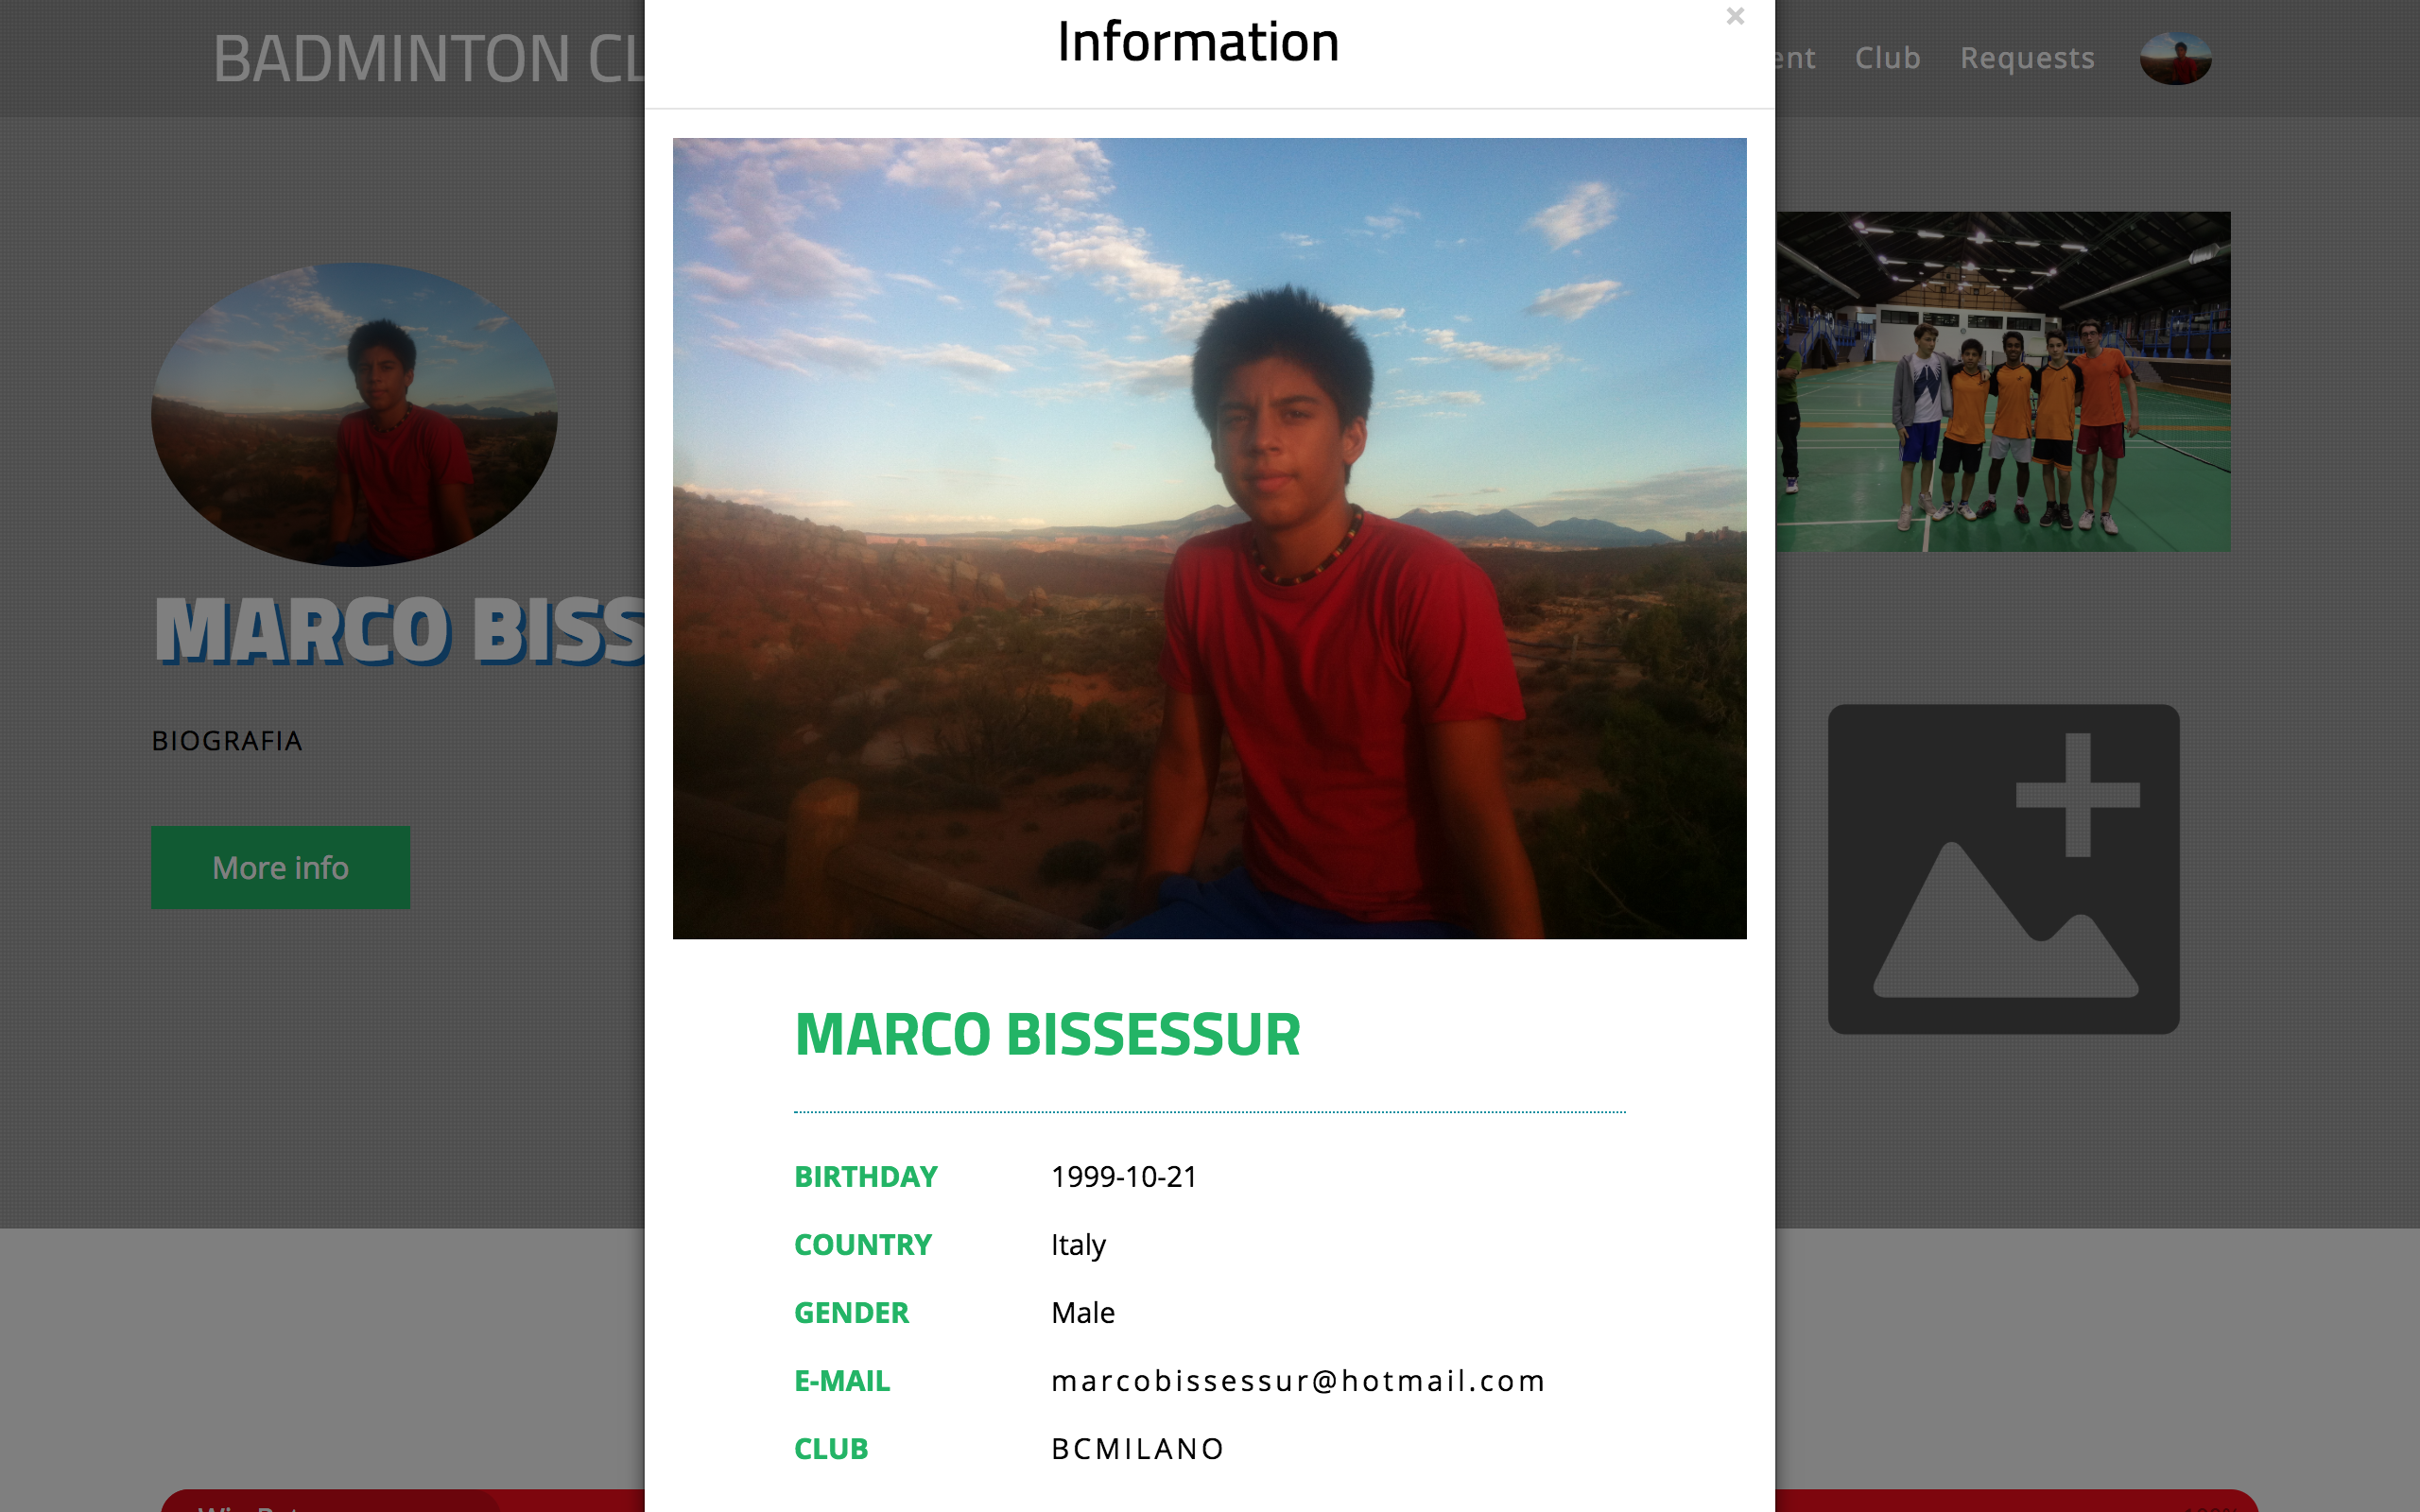 BADMINTON CL
Information
×
ent Club Requests
MARCO BISS
BIOGRAFIA
More info
MARCO BISSESSUR
BIRTHDAY 1999-10-21
COUNTRY Italy
GENDER Male
E-MAIL marcobissessur@hotmail.com
CLUB BCMILANO